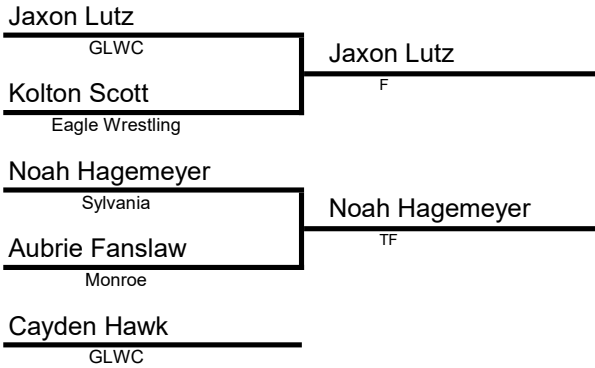 Jaxon Lutz
GLWC
Jaxon Lutz
F
Kolton Scott
Eagle Wrestling
Noah Hagemeyer
Sylvania
Noah Hagemeyer
TF
Aubrie Fanslaw
Monroe
Cayden Hawk
GLWC